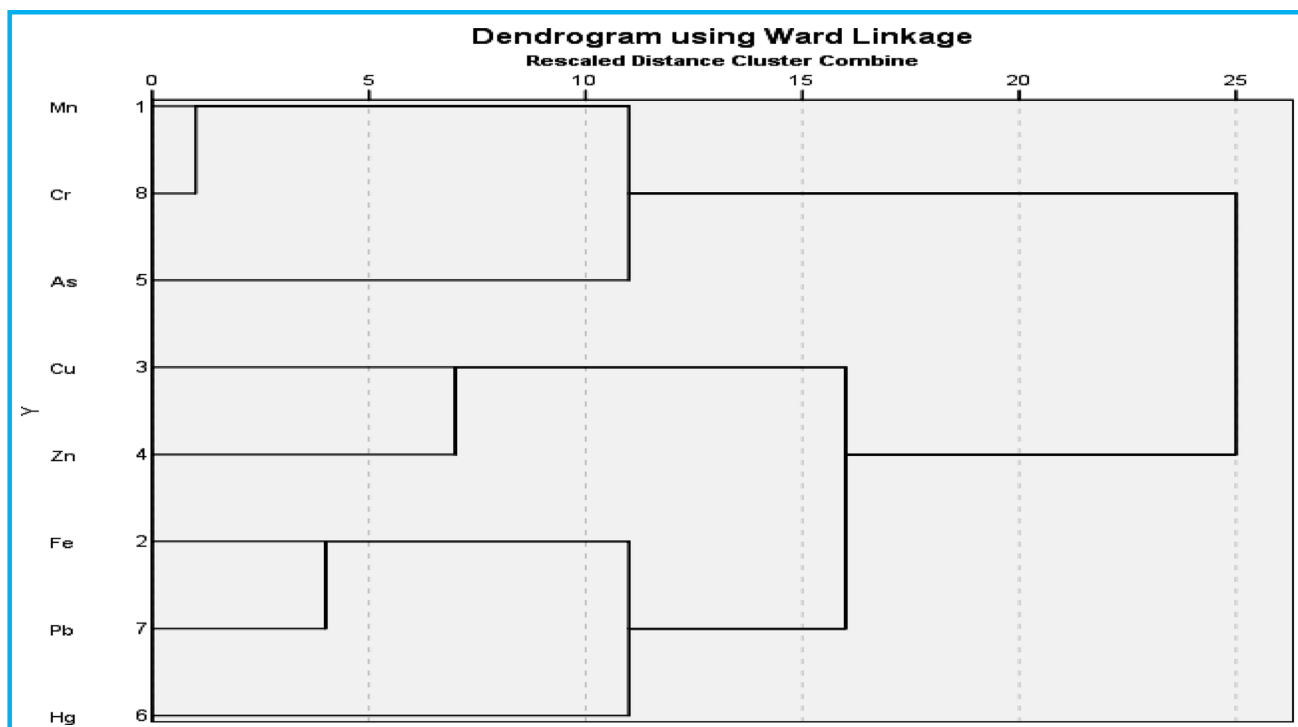 Dendrogram using Ward Linkage
Rescaled Distance Cluster Combine
0 5 10 15 20 25
Mn 1
Cr 8
As 5
Cu 3
Y
Zn 4
Fe 2
Pb 7
Hg 6